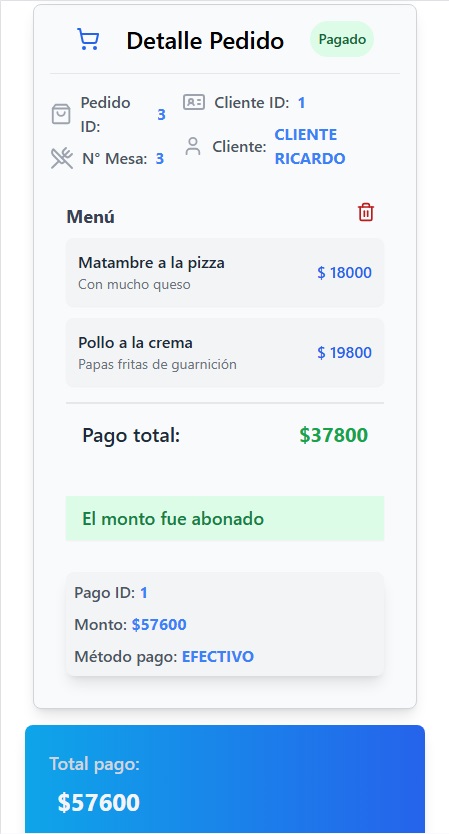 Detalle Pedido
Pagado
Pedido
ID:
3
Cliente ID: 1
N° Mesa: 3
Cliente:
CLIENTE
RICARDO
Menú
Matambre a la pizza
Con mucho queso
$ 18000
Pollo a la crema
Papas fritas de guarnición
$ 19800
Pago total:
$37800
El monto fue abonado
Pago ID: 1
Monto: $57600
Método pago: EFECTIVO
Total pago:
$57600